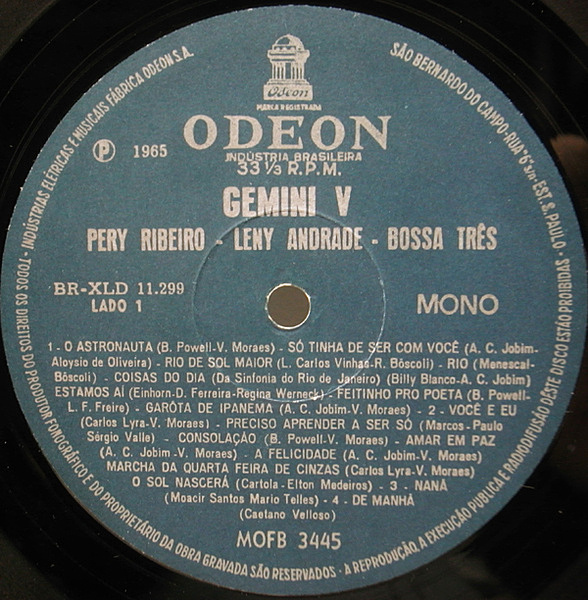 Odeon
MARCA REGISTRADA
ODEON
INDÚSTRIA BRASILEIRA
33 1/3 R.P.M.
Ⓟ 1965
GEMINI V
PERY RIBEIRO - LENY ANDRADE - BOSSA TRÊS
BR-XLD 11.299
LADO 1
MONO
1 - O ASTRONAUTA (B. Powell-V. Moraes) - SÓ TINHA DE SER COM VOCÊ (A. C. Jobim-
Aloysio de Oliveira) - RIO DE SOL MAIOR (L. Carlos Vinhas-R. Bôscoli) - RIO (Menescal-
Bôscoli) - COISAS DO DIA (Da Sinfonia do Rio de Janeiro) (Billy Blanco-A. C. Jobim)
ESTAMOS AÍ (Einhorn-D. Ferreira-Regina Werneck) - FEITINHO PRO POETA (B. Powell-
L. F. Freire) - GARÔTA DE IPANEMA (A. C. Jobim-V. Moraes) - 2 - VOCÊ E EU
(Carlos Lyra-V. Moraes) - PRECISO APRENDER A SER SÓ (Marcos-Paulo
Sérgio Valle) - CONSOLAÇÃO (B. Powell-V. Moraes) - AMAR EM PAZ
(A. C. Jobim-V. Moraes) - A FELICIDADE (A. C. Jobim-V. Moraes)
MARCHA DA QUARTA FEIRA DE CINZAS (Carlos Lyra-V. Moraes)
O SOL NASCERÁ (Cartola-Elton Medeiros) - 3 - NANÃ
(Moacir Santos Mario Telles) - 4 - DE MANHÃ
(Caetano Velloso)
MOFB 3445
- INDÚSTRIAS ELÉTRICAS E MUSICAIS FÁBRICA ODEON S.A.
SÃO BERNARDO DO CAMPO - RUA "6" s/n - EST. S. PAULO -
TODOS OS DIREITOS DO PRODUTOR FONOGRÁFICO E DO PROPRIETÁRIO DA OBRA GRAVADA SÃO RESERVADOS - A REPRODUÇÃO, A EXECUÇÃO PUBLICA E RADIODIFUSÃO DESTE DISCO ESTÃO PROIBIDAS -